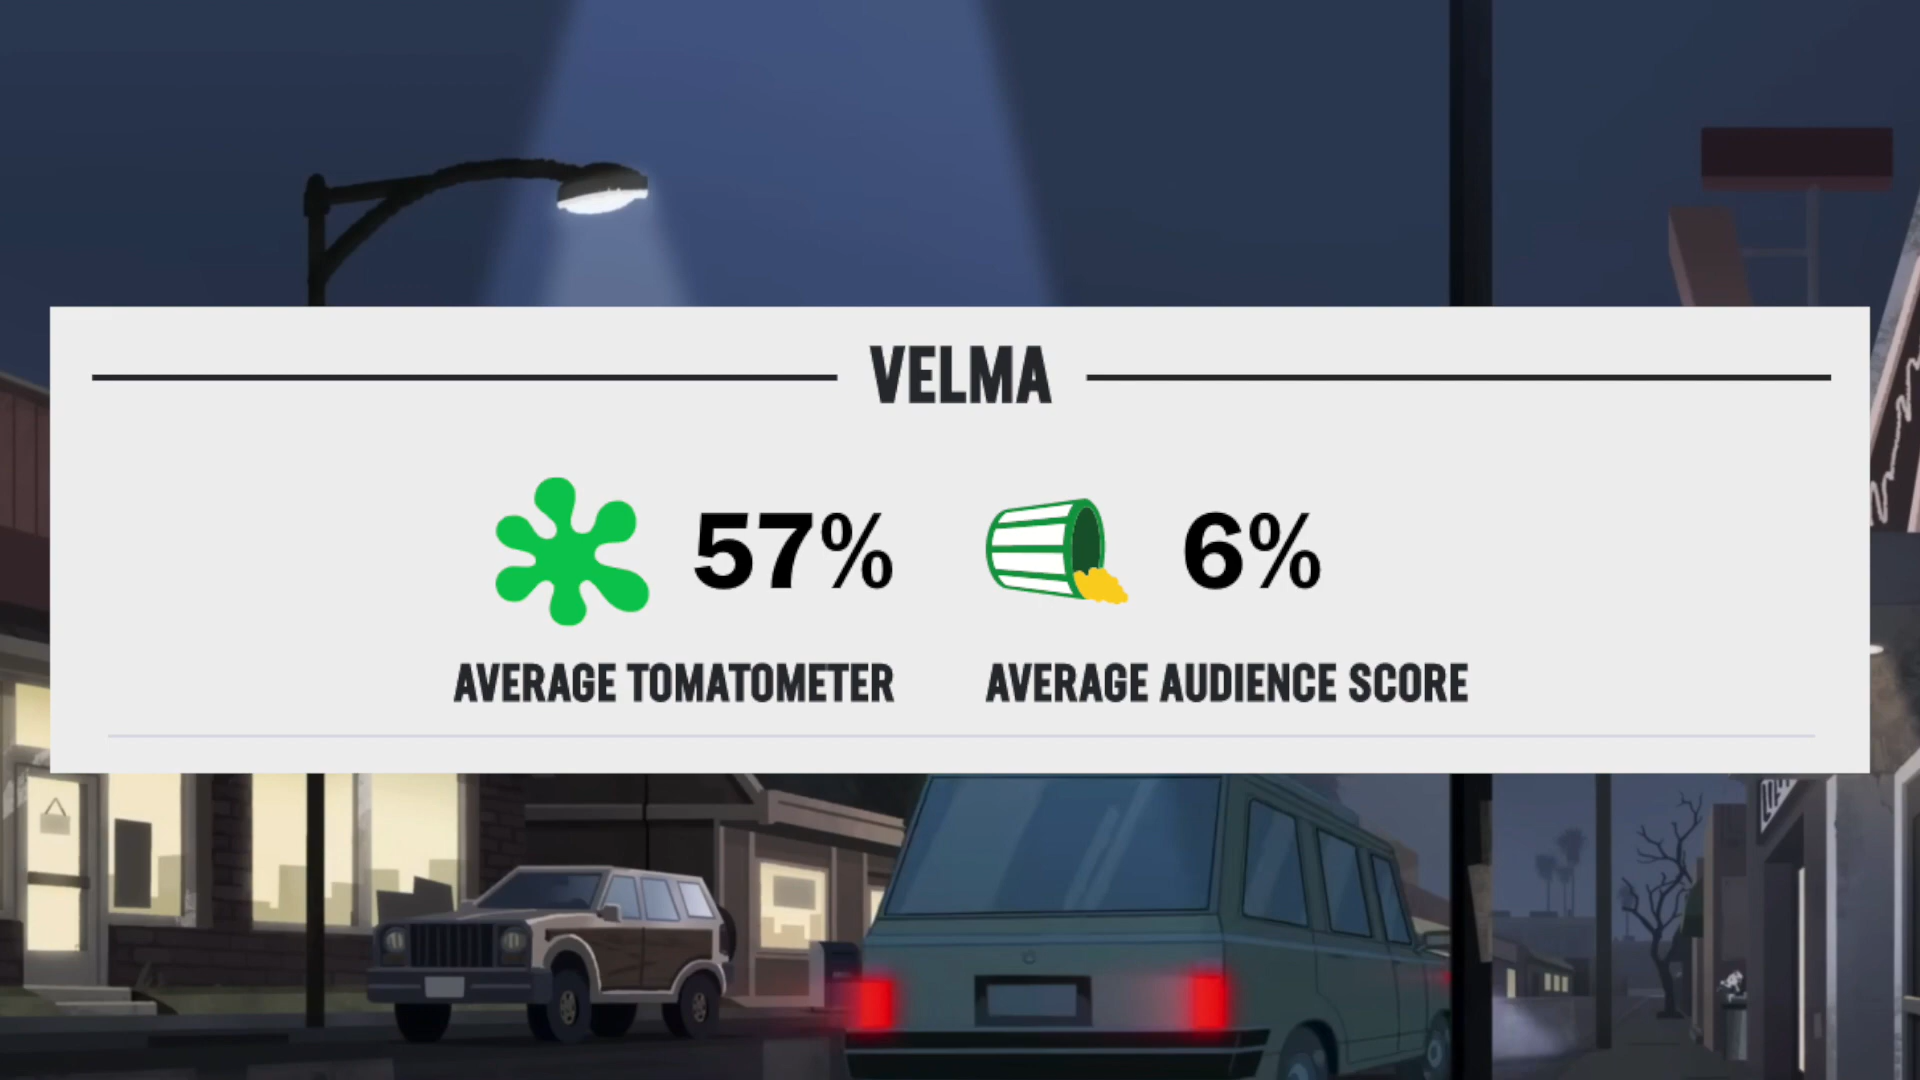 VELMA
57%
6%
AVERAGE TOMATOMETER
AVERAGE AUDIENCE SCORE